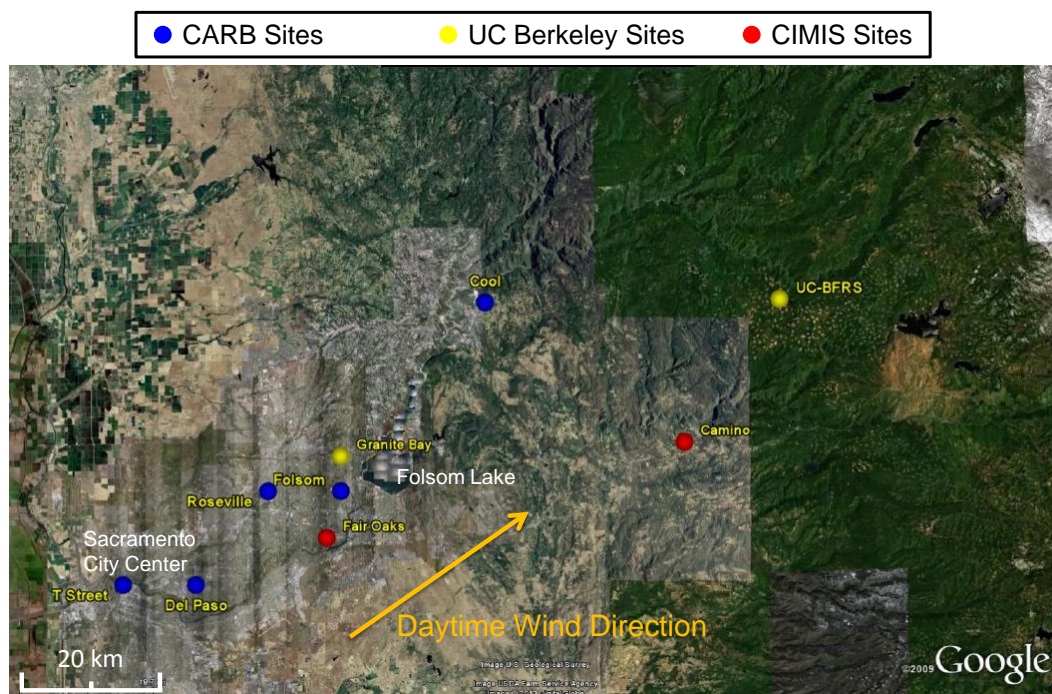 CARB Sites
UC Berkeley Sites
CIMIS Sites
Cool
UC-BFRS
Camino
Granite Bay
Folsom Lake
Folsom
Roseville
Fair Oaks
Sacramento
City Center
T Street
Del Paso
Daytime Wind Direction
20 km
Image U.S. Geological Survey
Image USDA Farm Service Agency
©2009 Google